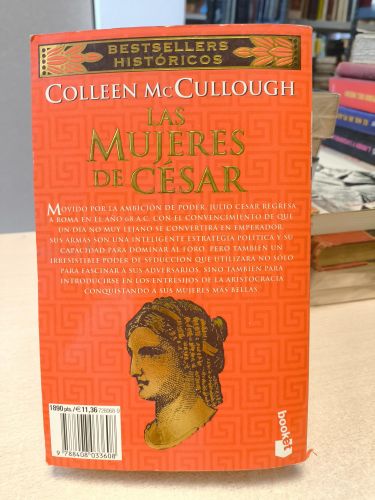 BESTSELLERS
HISTÓRICOS
COLLEEN MCCULLOUGH
LAS
MUJERES
DE CÉSAR
MOVIDO POR LA AMBICIÓN DE PODER, JULIO CÉSAR REGRESA
A ROMA EN EL AÑO 68 A.C. CON EL CONVENCIMIENTO DE QUE
UN DÍA NO MUY LEJANO SE CONVERTIRÁ EN EMPERADOR.
SUS ARMAS SON UNA INTELIGENTE ESTRATEGIA POLÍTICA Y SU
CAPACIDAD PARA DOMINAR AL FORO, PERO TAMBIÉN UN
IRRESISTIBLE PODER DE SEDUCCIÓN QUE UTILIZARÁ NO SÓLO
PARA FASCINAR A SUS ADVERSARIOS, SINO TAMBIÉN PARA
INTRODUCIRSE EN LOS ENTRESIJOS DE LA ARISTOCRACIA
CONQUISTANDO A SUS MUJERES MÁS BELLAS.
1890 pts./€ 11,36
9 788408 033608
booket